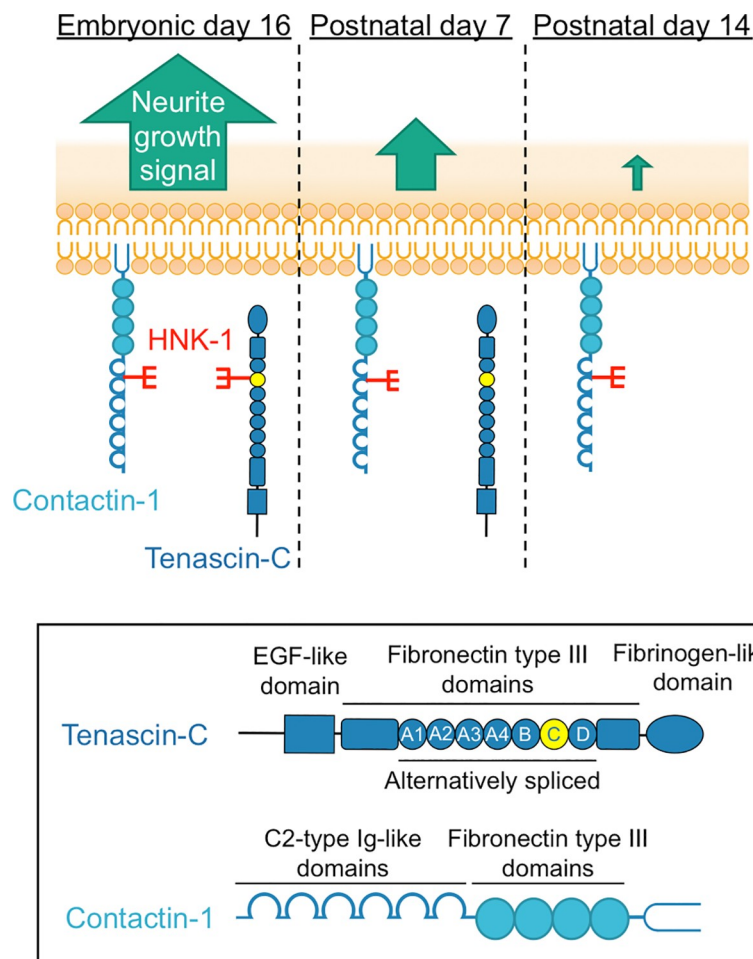 Embryonic day 16 Postnatal day 7 Postnatal day 14
Neurite
growth
signal
HNK-1
Contactin-1
Tenascin-C
EGF-like
domain
Fibronectin type III
domains
Fibrinogen-lik
domain
Tenascin-C
A1 A2 A3 A4 B C D
Alternatively spliced
C2-type Ig-like
domains
Fibronectin type III
domains
Contactin-1